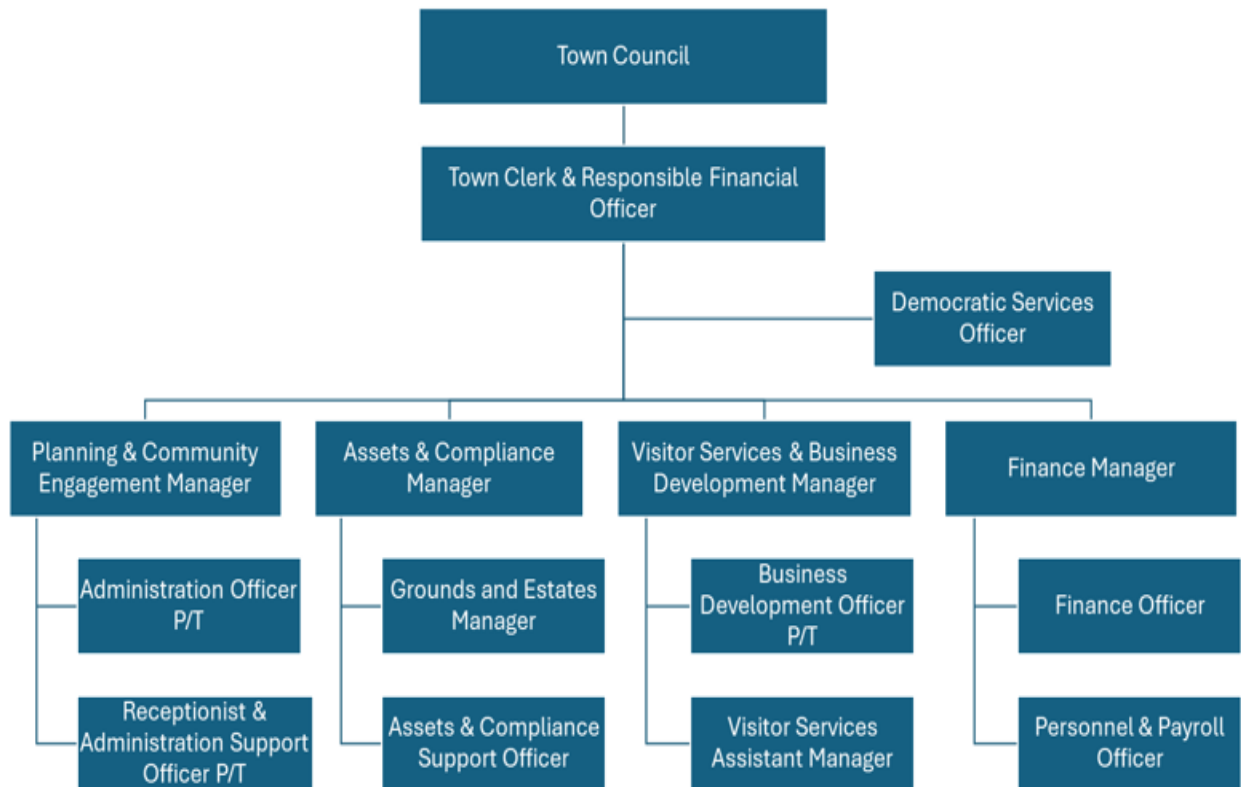 Town Council
Town Clerk & Responsible Financial
Officer
Democratic Services
Officer
Planning & Community
Engagement Manager
Assets & Compliance
Manager
Visitor Services & Business
Development Manager
Finance Manager
Administration Officer
P/T
Grounds and Estates
Manager
Business
Development Officer
P/T
Finance Officer
Receptionist &
Administration Support
Officer P/T
Assets & Compliance
Support Officer
Visitor Services
Assistant Manager
Personnel & Payroll
Officer